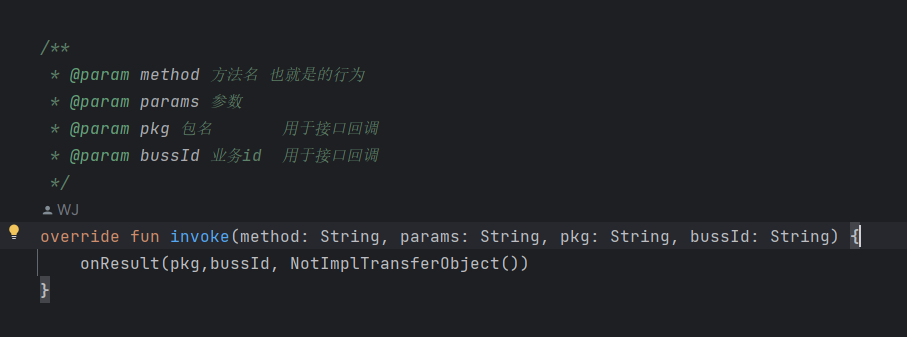 /**
 * @param method 方法名 也就是的行为
 * @param params 参数
 * @param pkg 包名       用于接口回调
 * @param bussId 业务id  用于接口回调
 */
WJ
override fun invoke(method: String, params: String, pkg: String, bussId: String) {
    onResult(pkg,bussId, NotImplTransferObject())
}